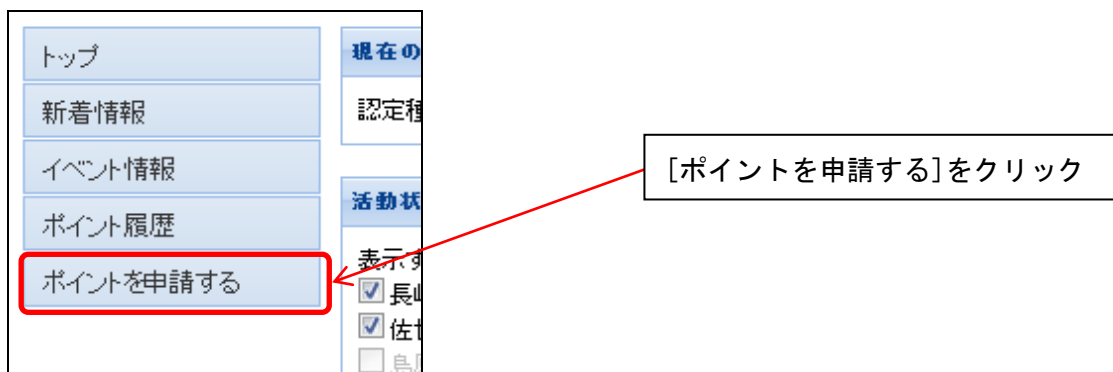 トップ
新着情報
イベント情報
ポイント履歴
ポイントを申請する
現在の
認定種
活動状
表示す
長
佐
[ポイントを申請する]をクリック